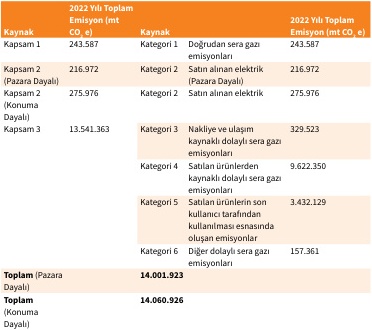 2022 Yılı Toplam
Emisyon (mt
CO₂ e)
Kaynak
Kaynak
2022 Yılı Toplam
Emisyon (mt CO₂ e)
Kapsam 1
243.587
Kategori 1
Doğrudan sera gazı
emisyonları
243.587
Kapsam 2
(Pazara Dayalı)
216.972
Kategori 2
Satın alınan elektrik
(Pazara Dayalı)
216.972
Kapsam 2
(Konuma
Dayalı)
275.976
Kategori 2
Satın alınan elektrik
275.976
Kapsam 3
13.541.363
Kategori 3
Nakliye ve ulaşım
kaynaklı dolaylı sera gazı
emisyonları
329.523
Kategori 4
Satılan ürünlerden
kaynaklı dolaylı sera gazı
emisyonları
9.622.350
Kategori 5
Satılan ürünlerin son
kullanıcı tarafından
kullanılması esnasında
oluşan emisyonlar
3.432.129
Kategori 6
Diğer dolaylı sera gazı
emisyonları
157.361
Toplam (Pazara
Dayalı)
14.001.923
Toplam
(Konuma
Dayalı)
14.060.926